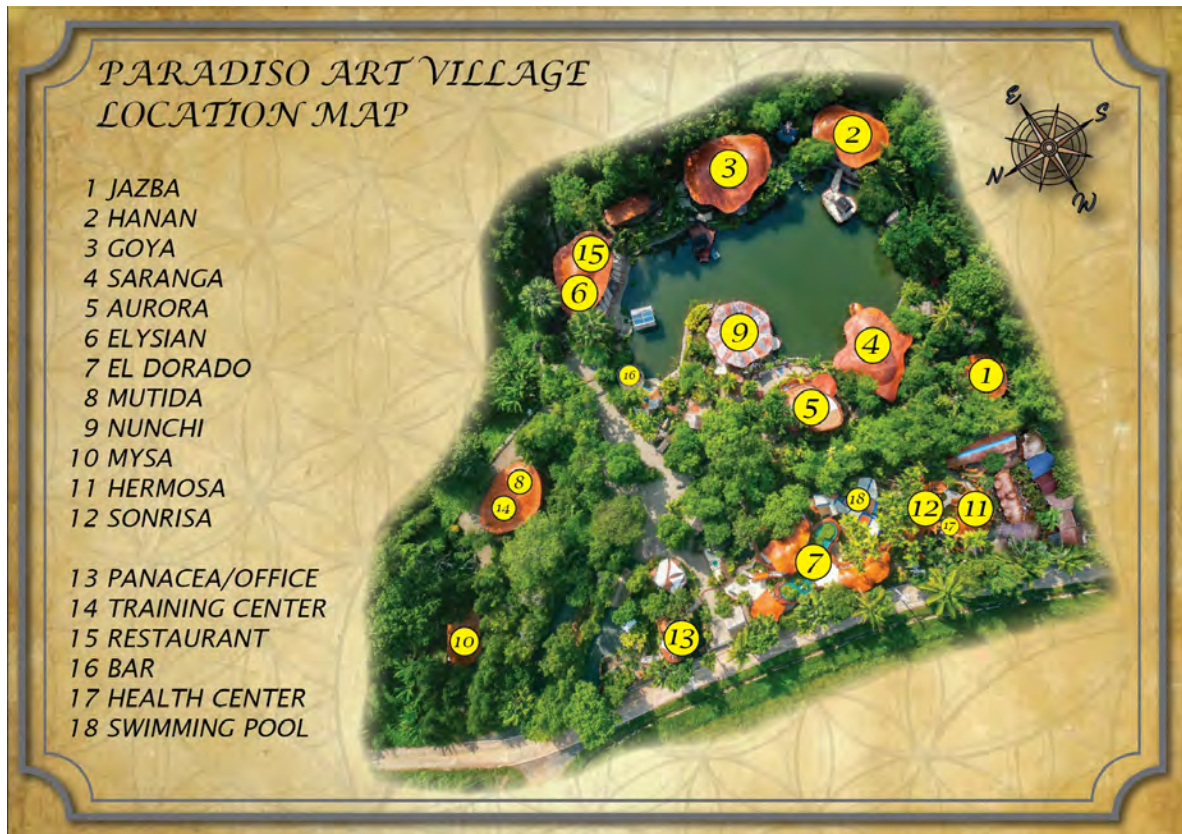 PARADISO ART VILLAGE
LOCATION MAP
1 JAZBA
2 HANAN
3 GOYA
4 SARANGA
5 AURORA
6 ELYSIAN
7 EL DORADO
8 MUTIDA
9 NUNCHI
10 MYSA
11 HERMOSA
12 SONRISA
13 PANACEA/OFFICE
14 TRAINING CENTER
15 RESTAURANT
16 BAR
17 HEALTH CENTER
18 SWIMMING POOL
E
S
N
W
2
3
15
6
9
4
16
1
5
8
14
18
12
11
17
7
10
13